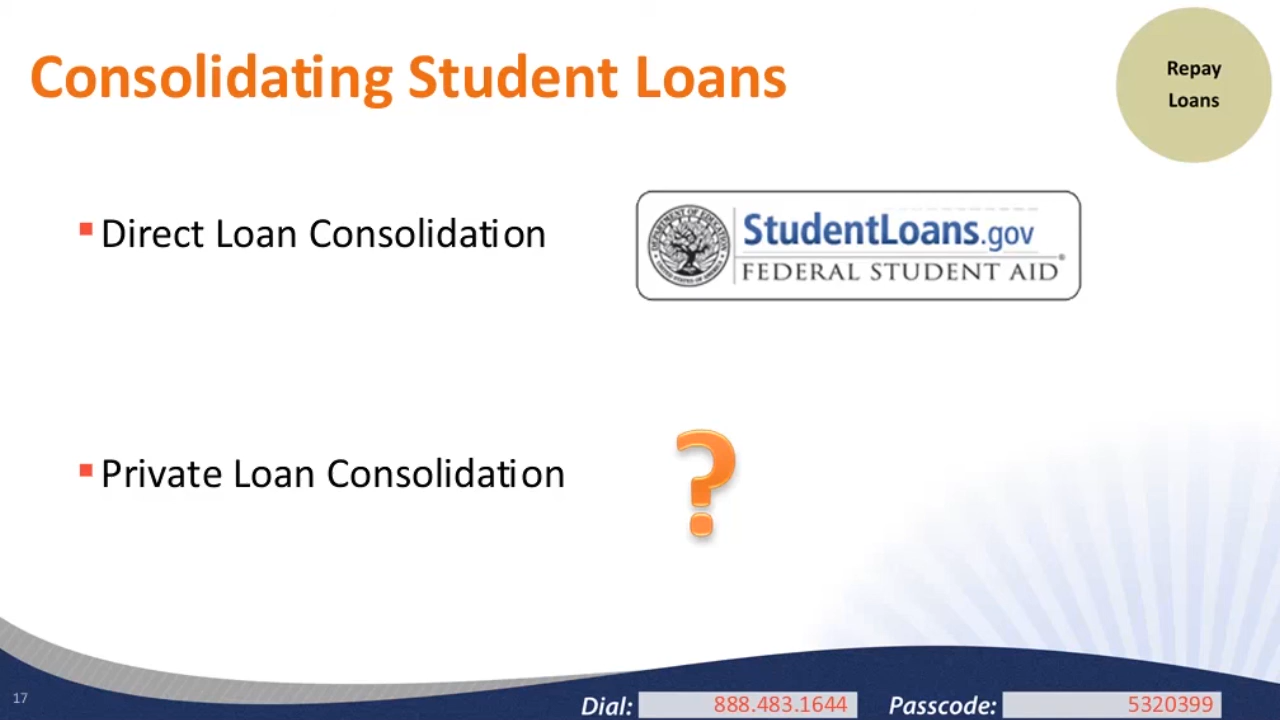 Consolidating Student Loans
Repay
Loans
Direct Loan Consolidation
StudentLoans.gov
FEDERAL STUDENT AID®
Private Loan Consolidation
?
17
Dial: 888.483.1644 Passcode: 5320399